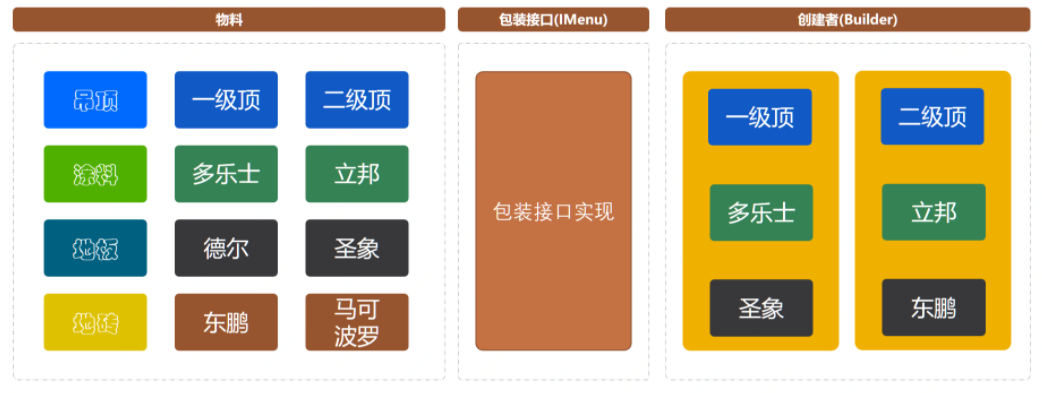 物料
包装接口(IMenu)
创建者(Builder)
吊顶
一级顶
二级顶
涂料
多乐士
立邦
地板
德尔
圣象
地砖
东鹏
马可
波罗
包装接口实现
一级顶
多乐士
圣象
二级顶
立邦
东鹏